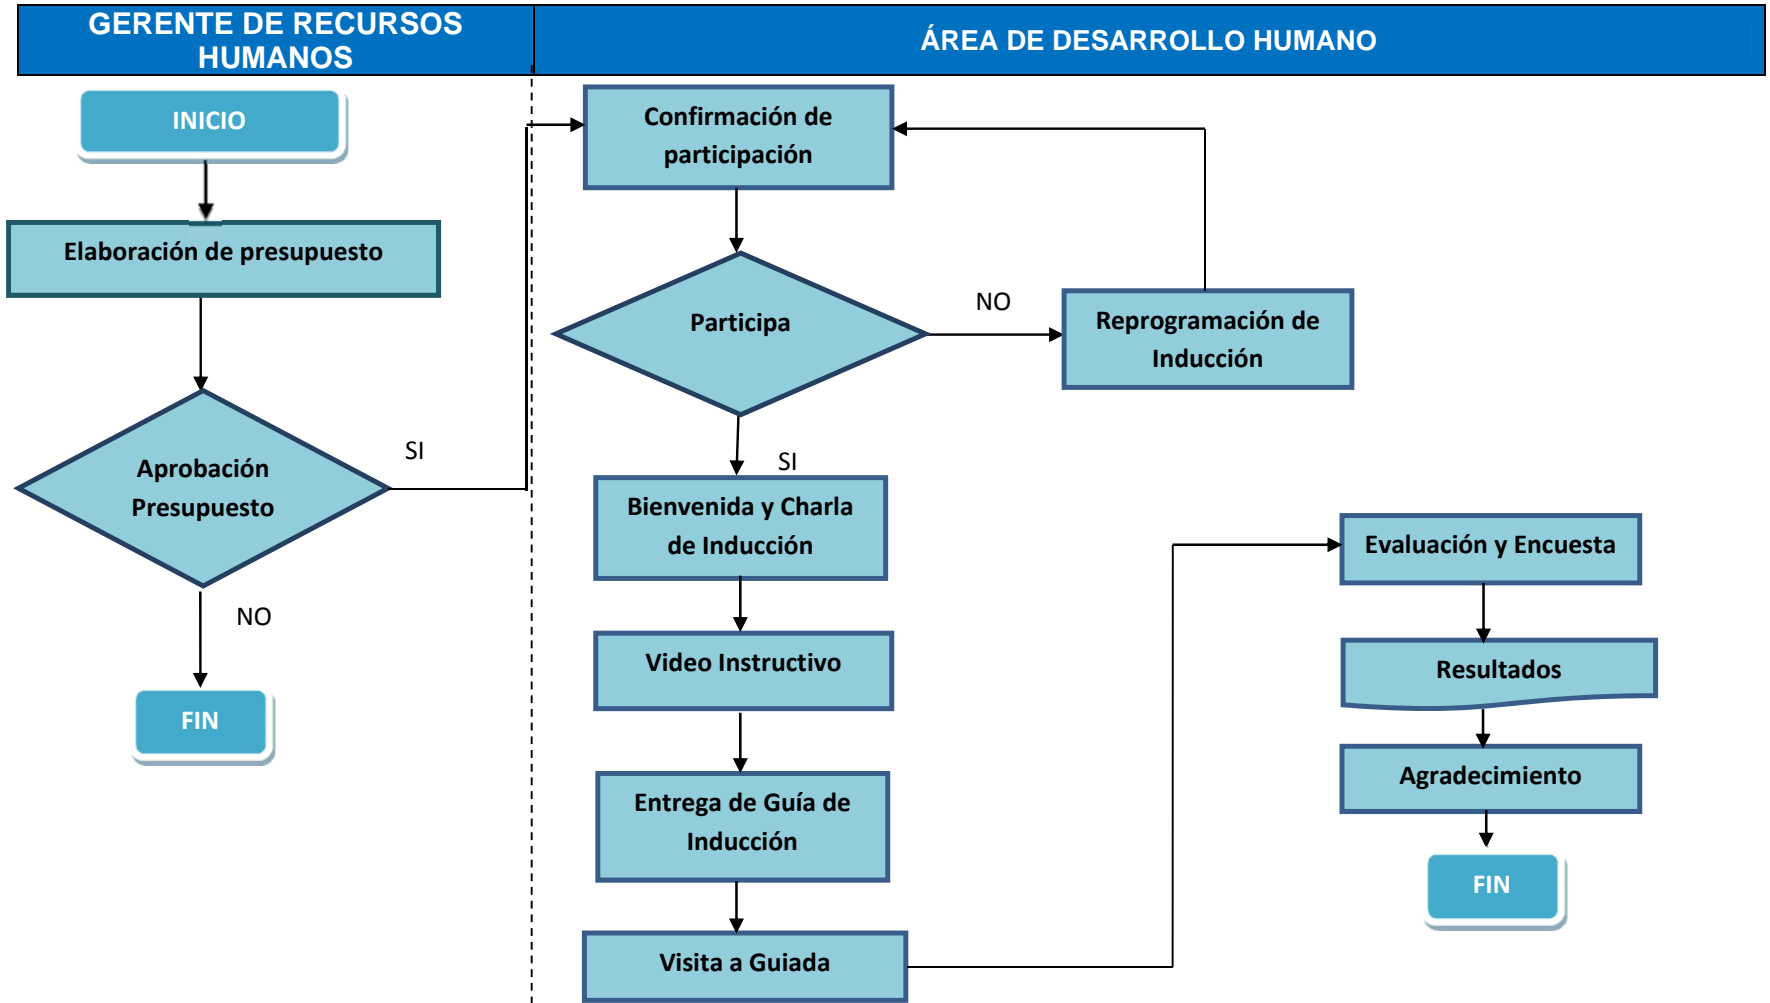 GERENTE DE RECURSOS
HUMANOS
ÁREA DE DESARROLLO HUMANO
INICIO
Elaboración de presupuesto
Aprobación
Presupuesto
SI
NO
FIN
Confirmación de
participación
Participa
NO
Reprogramación de
Inducción
SI
Bienvenida y Charla
de Inducción
Video Instructivo
Entrega de Guía de
Inducción
Visita a Guiada
Evaluación y Encuesta
Resultados
Agradecimiento
FIN